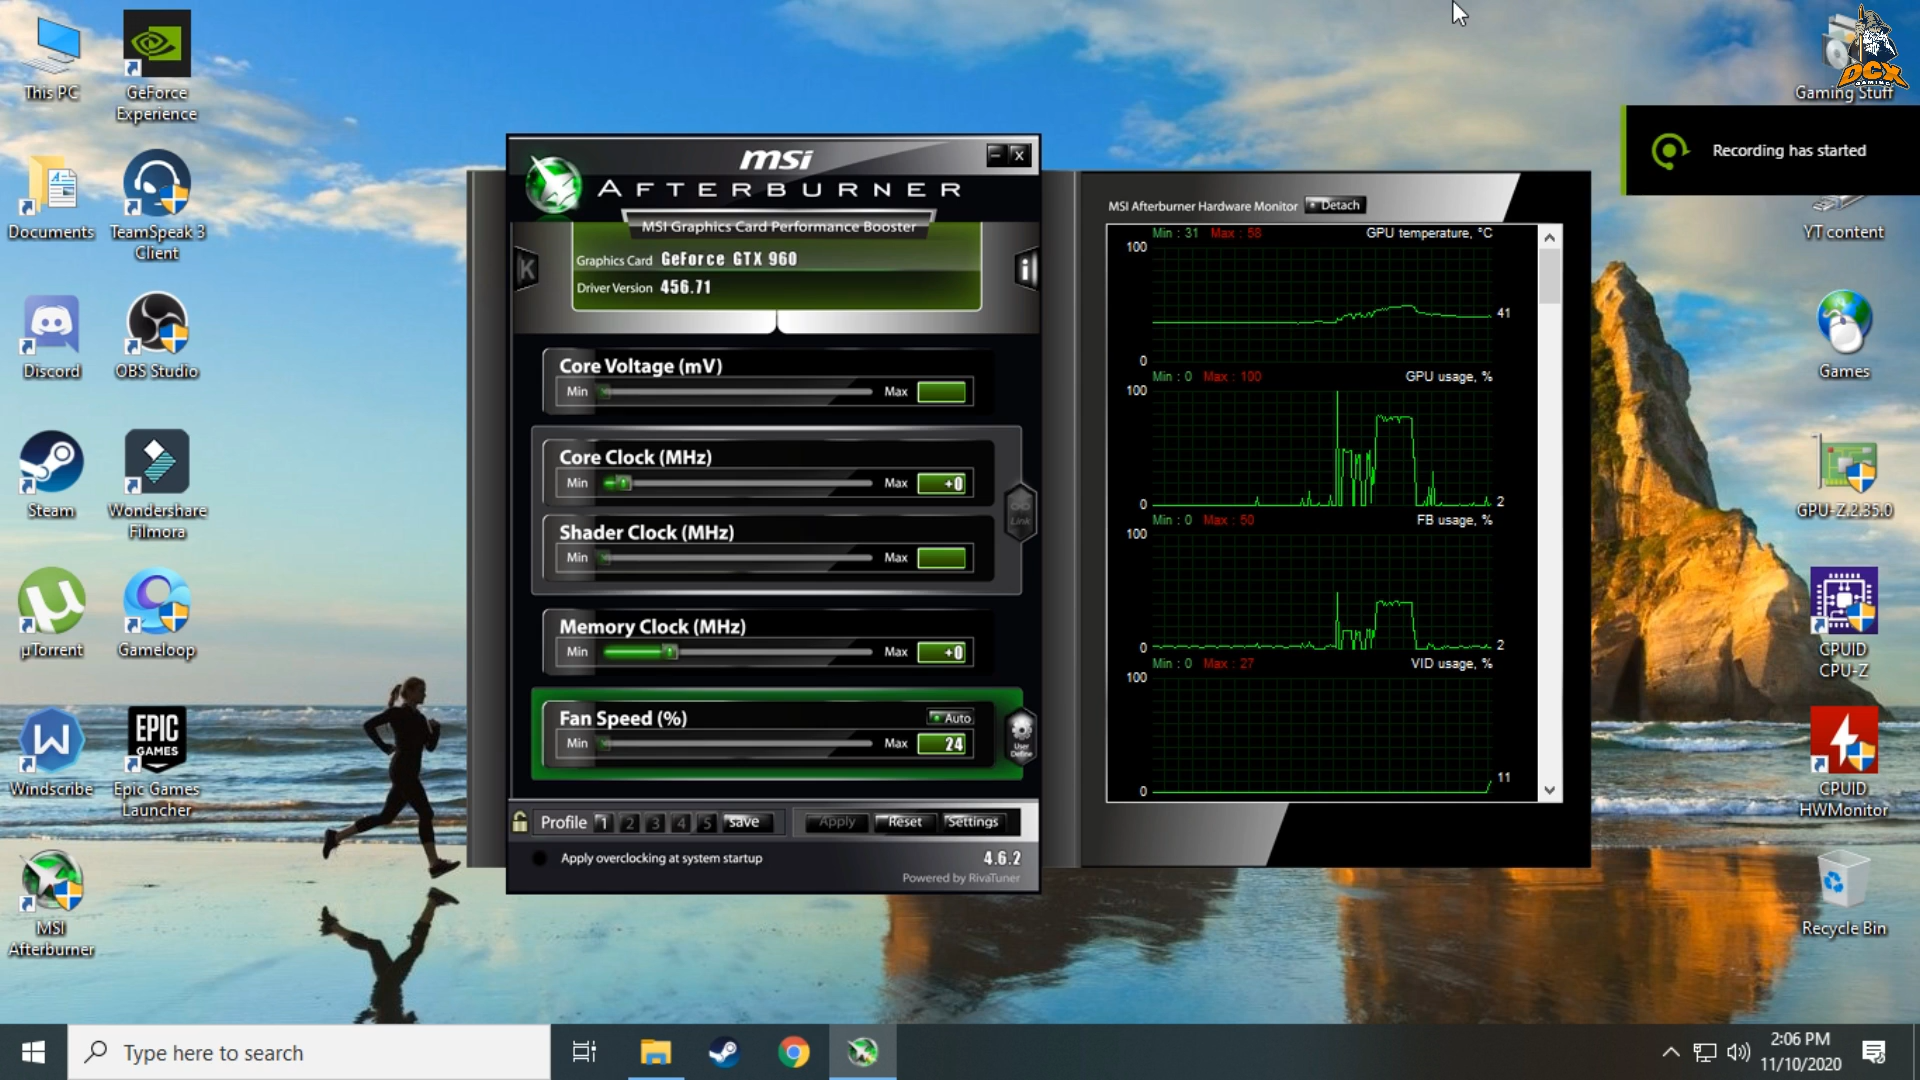 This PC
GeForce
Experience
Documents
TeamSpeak 3
Client
Discord
OBS Studio
Steam
Wondershare
Filmora
µTorrent
Gameloop
Windscribe
EPIC
GAMES
Epic Games
Launcher
MSI
Afterburner
msi
AFTERBURNER
MSI Graphics Card Performance Booster
K
i
Graphics Card GeForce GTX 960
Driver Version 456.71
Core Voltage (mV)
Min Max
Core Clock (MHz)
Min Max +0
Link
Shader Clock (MHz)
Min Max
Memory Clock (MHz)
Min Max +0
Fan Speed (%)
Auto
Min Max 24
User
Define
Profile 1 2 3 4 5 save
Apply Reset Settings
Apply overclocking at system startup
4.6.2
Powered by RivaTuner
MSI Afterburner Hardware Monitor Detach
Min : 31 Max : 58 GPU temperature, °C
100
41
0
Min : 0 Max : 100 GPU usage, %
100
2
0
Min : 0 Max : 50 FB usage, %
100
2
0
Min : 0 Max : 27 VID usage, %
100
11
0
DCX
GAMING
Gaming Stuff
Recording has started
YT content
Games
GPU-Z.2.35.0
CPUID
CPU-Z
CPUID
HWMonitor
Recycle Bin
Type here to search
2:06 PM
11/10/2020